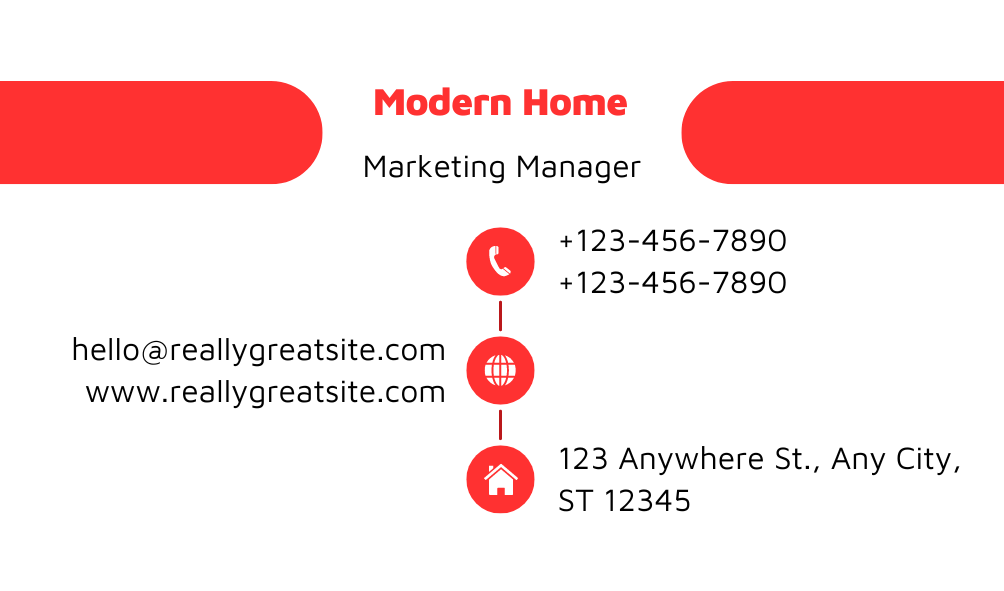 Modern Home
Marketing Manager
+123-456-7890
+123-456-7890
hello@reallygreatsite.com
www.reallygreatsite.com
123 Anywhere St., Any City,
ST 12345